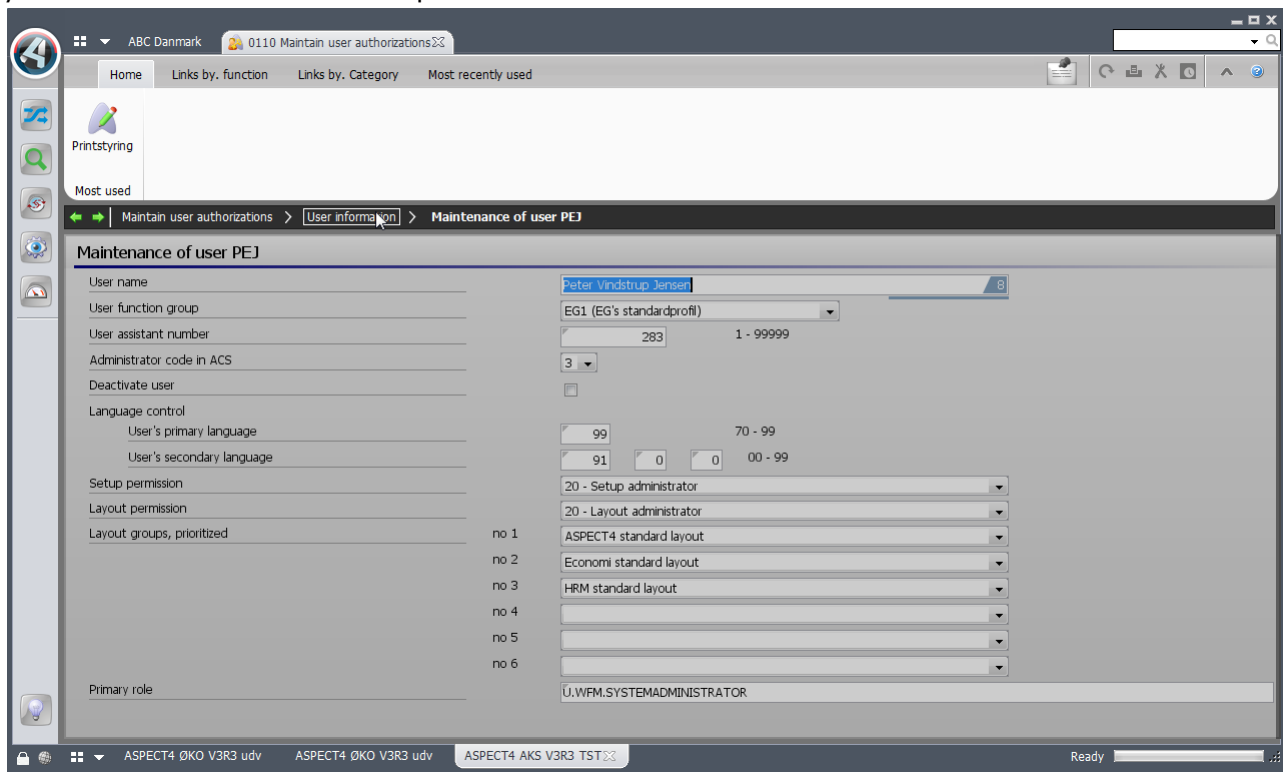 ABC Danmark 0110 Maintain user authorizations
Home Links by. function Links by. Category Most recently used
Printstyring
Most used
Maintain user authorizations > User information > Maintenance of user PEJ
Maintenance of user PEJ
User name Peter Vindstrup Jensen 8
User function group EG1 (EG's standardprofil)
User assistant number 283 1 - 99999
Administrator code in ACS 3
Deactivate user
Language control
User's primary language 99 70 - 99
User's secondary language 91 0 0 00 - 99
Setup permission 20 - Setup administrator
Layout permission 20 - Layout administrator
Layout groups, prioritized no 1 ASPECT4 standard layout
no 2 Economi standard layout
no 3 HRM standard layout
no 4
no 5
no 6
Primary role U.WFM.SYSTEMADMINISTRATOR
ASPECT4 ØKO V3R3 udv ASPECT4 ØKO V3R3 udv ASPECT4 AKS V3R3 TST Ready